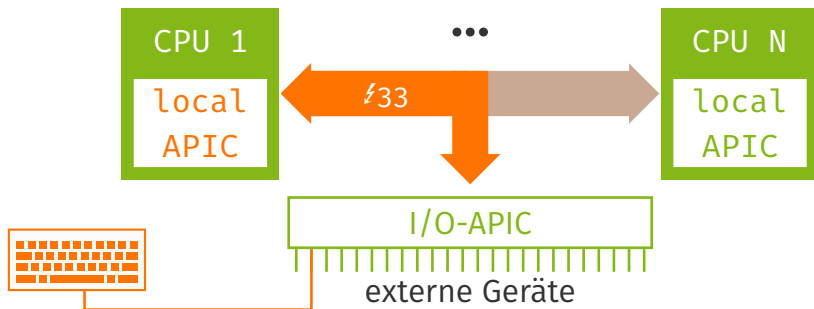 CPU 1
...
CPU N
local
APIC
33
local
APIC
I/O-APIC
externe Geräte